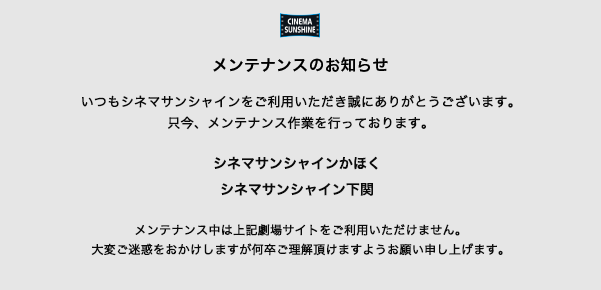 CINEMA
SUNSHINE
メンテナンスのお知らせ
いつもシネマサンシャインをご利用いただき誠にありがとうございます。
只今、メンテナンス作業を行っております。
シネマサンシャインかほく
シネマサンシャイン下関
メンテナンス中は上記劇場サイトをご利用いただけません。
大変ご迷惑をおかけしますが何卒ご理解頂けますようお願い申し上げます。